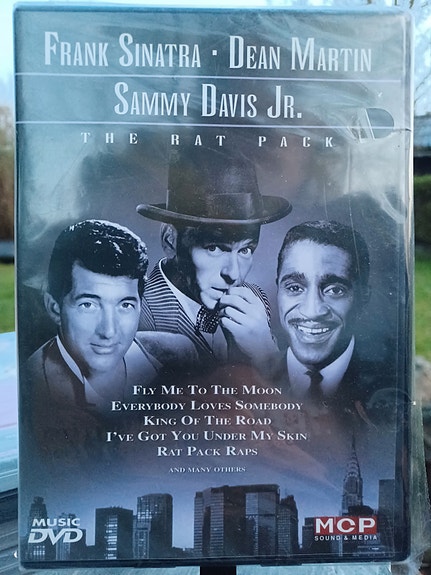 FRANK SINATRA · DEAN MARTIN
SAMMY DAVIS JR.
THE RAT PACK
FLY ME TO THE MOON
EVERYBODY LOVES SOMEBODY
KING OF THE ROAD
I'VE GOT YOU UNDER MY SKIN
RAT PACK RAPS
AND MANY OTHERS
MUSIC
DVD
MCP
SOUND & MEDIA